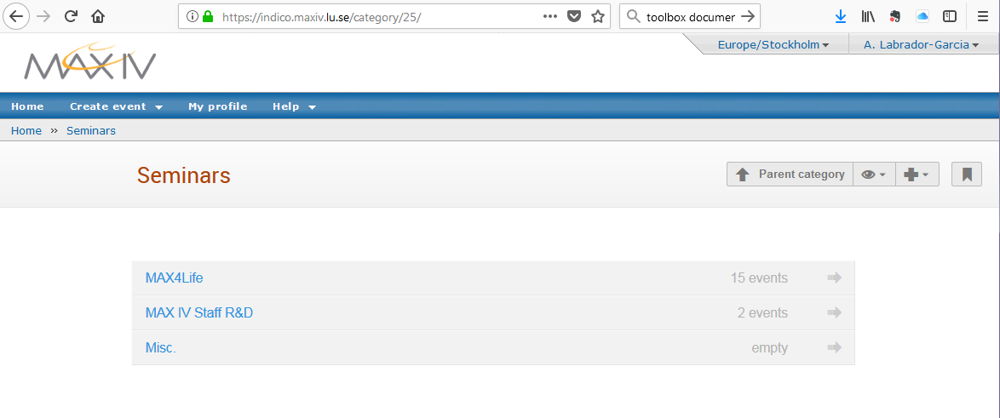 https://indico.maxiv.lu.se/category/25/
toolbox documer
MAX IV
Europe/Stockholm
A. Labrador-Garcia
Home Create event My profile Help
Home » Seminars
Seminars
Parent category
MAX4Life 15 events
MAX IV Staff R&D 2 events
Misc. empty